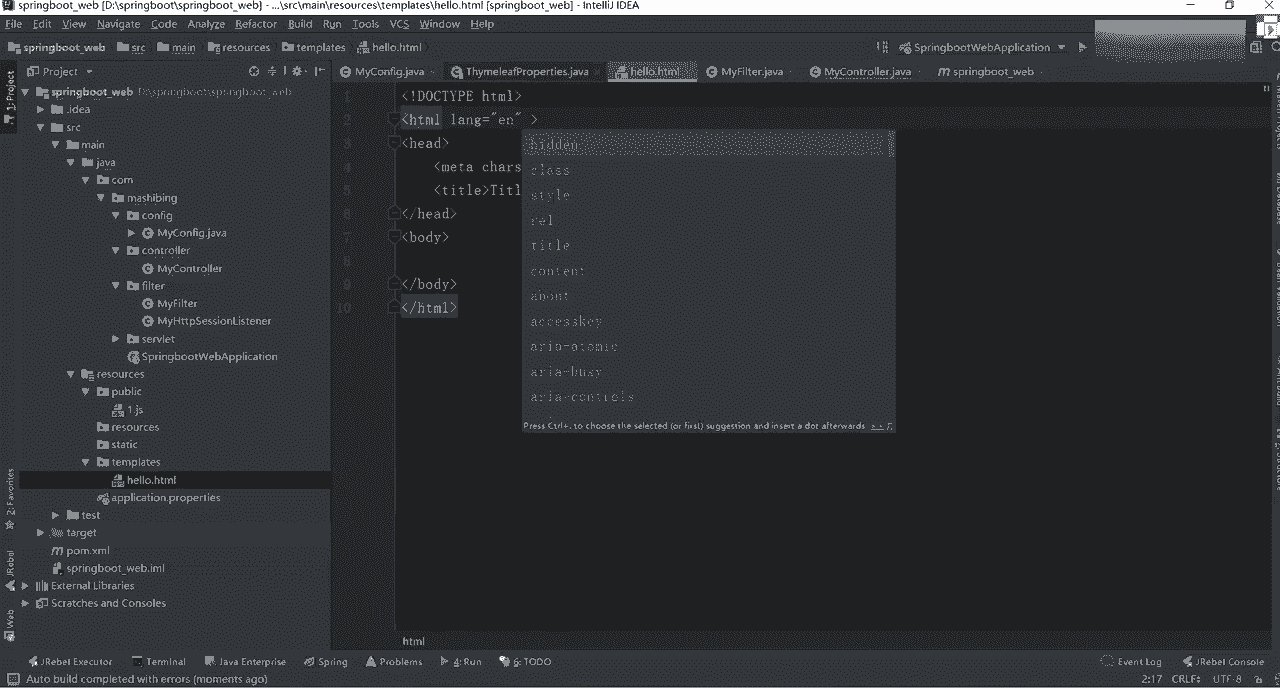 springboot_web [D:\springboot\springboot_web] - ...\src\main\resources\templates\hello.html [springboot_web] - IntelliJ IDEA
File Edit View Navigate Code Analyze Refactor Build Run Tools VCS Window Help
springboot_web src main resources templates hello.html SpringbootWebApplication
Project MyConfig.java ThymeleafProperties.java hello.html MyFilter.java MyController.java springboot_web
1: Project
springboot_web D:\springboot\springboot_web
.idea
src
main
java
com
mashibing
config
MyConfig.java
controller
MyController
filter
MyFilter
MyHttpSessionListener
servlet
SpringbootWebApplication
resources
public
1.js
resources
static
templates
hello.html
application.properties
test
target
pom.xml
springboot_web.iml
External Libraries
Scratches and Consoles
2: Favorites
JRebel
Web
1 <!DOCTYPE html>
2 <html lang="en" >
3 <head>
4 <meta chars
5 <title>Titl
6 </head>
7 <body>
8
9 </body>
10 </html>
hidden
class
style
rel
title
content
about
accesskey
aria-atomic
aria-busy
aria-controls
Press Ctrl+. to choose the selected (or first) suggestion and insert a dot afterwards >>
html
JRebel Executor Terminal Java Enterprise Spring Problems 4: Run 6: TODO Event Log JRebel Console
Auto build completed with errors (moments ago) 2:17 CRLF UTF-8